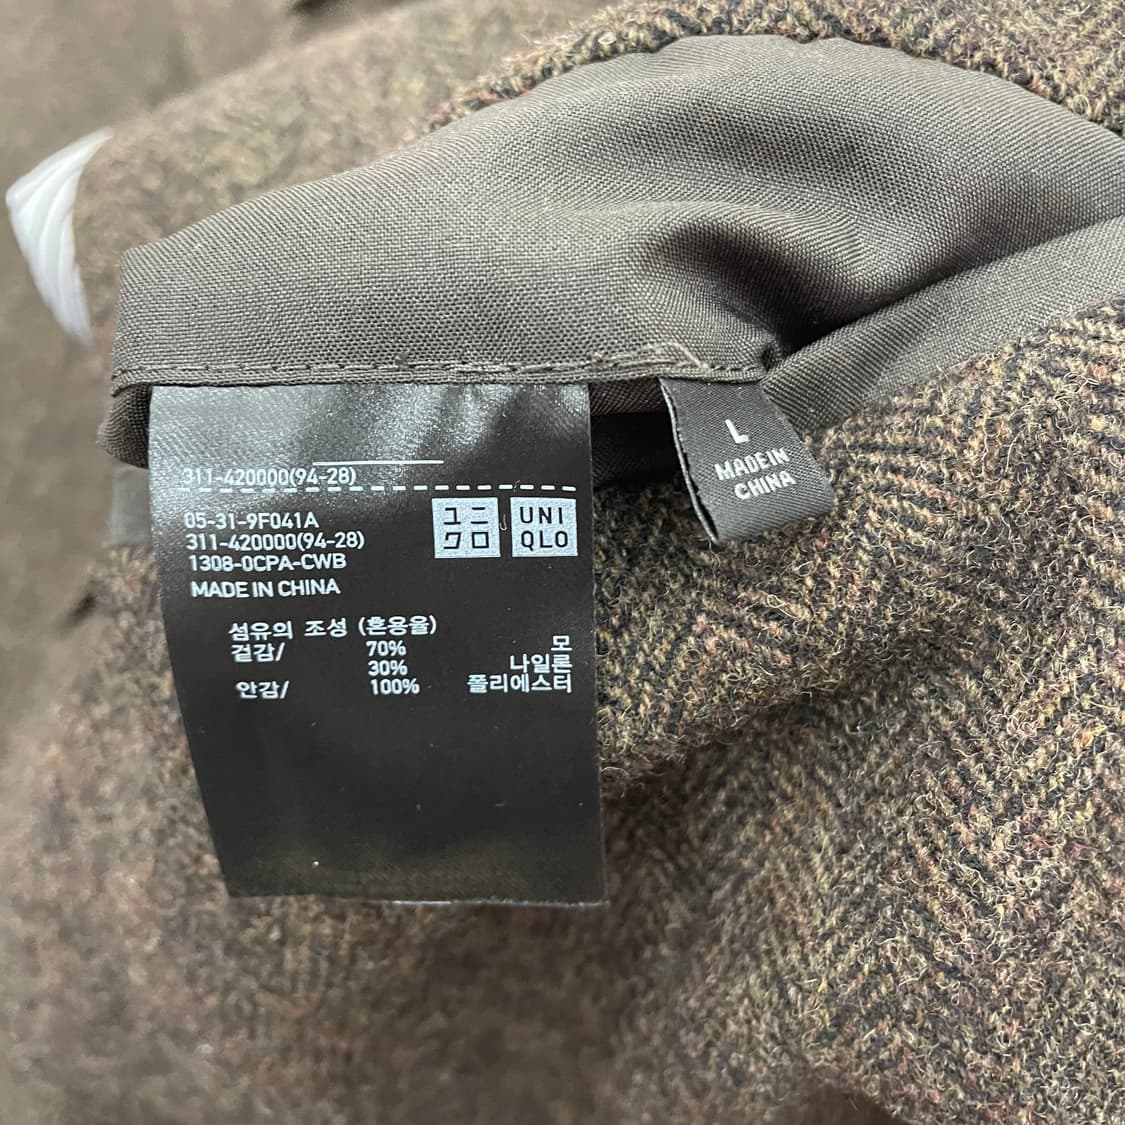 311-420000(94-28)
05-31-9F041A
311-420000(94-28)
1308-0CPA-CWB
MADE IN CHINA
ユニ
クロ
UNI
QLO
섬유의 조성 (혼용율)
겉감/ 70% 모
30% 나일론
안감/ 100% 폴리에스터
L
MADE IN
CHINA